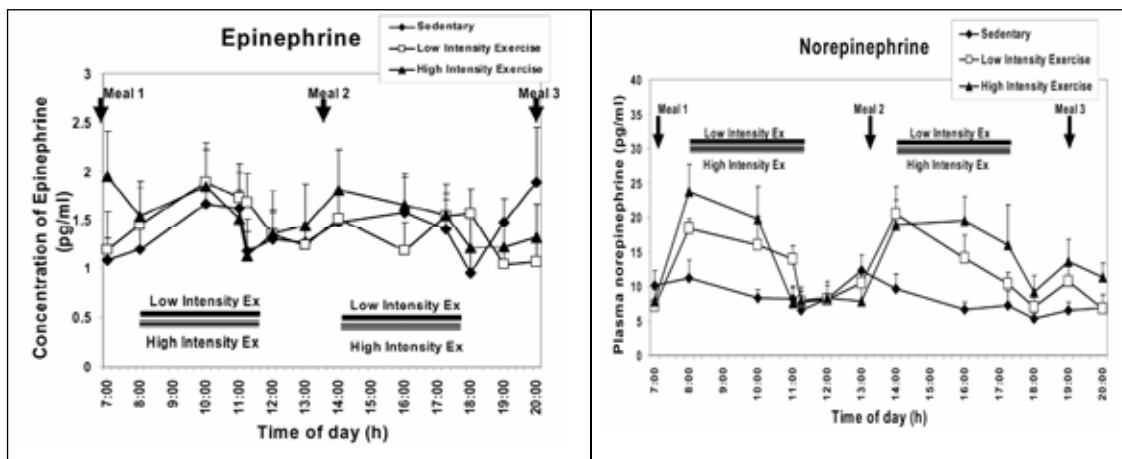 Epinephrine
Sedentary
Low Intensity Exercise
High Intensity Exercise
Meal 1
Meal 2
Meal 3
3
2.5
2
1.5
1
0.5
0
Concentration of Epinephrine
(pg/ml)
Low Intensity Ex
High Intensity Ex
Low Intensity Ex
High Intensity Ex
7:00
8:00
9:00
10:00
11:00
12:00
13:00
14:00
15:00
16:00
17:00
18:00
19:00
20:00
Time of day (h)
Norepinephrine
Sedentary
Low Intensity Exercise
High Intensity Exercise
Meal 1
Meal 2
Meal 3
40
35
30
25
20
15
10
5
0
Plasma norepinephrine (pg/ml)
Low Intensity Ex
High Intensity Ex
Low Intensity Ex
High Intensity Ex
7:00
8:00
9:00
10:00
11:00
12:00
13:00
14:00
15:00
16:00
17:00
18:00
19:00
20:00
Time of day (h)